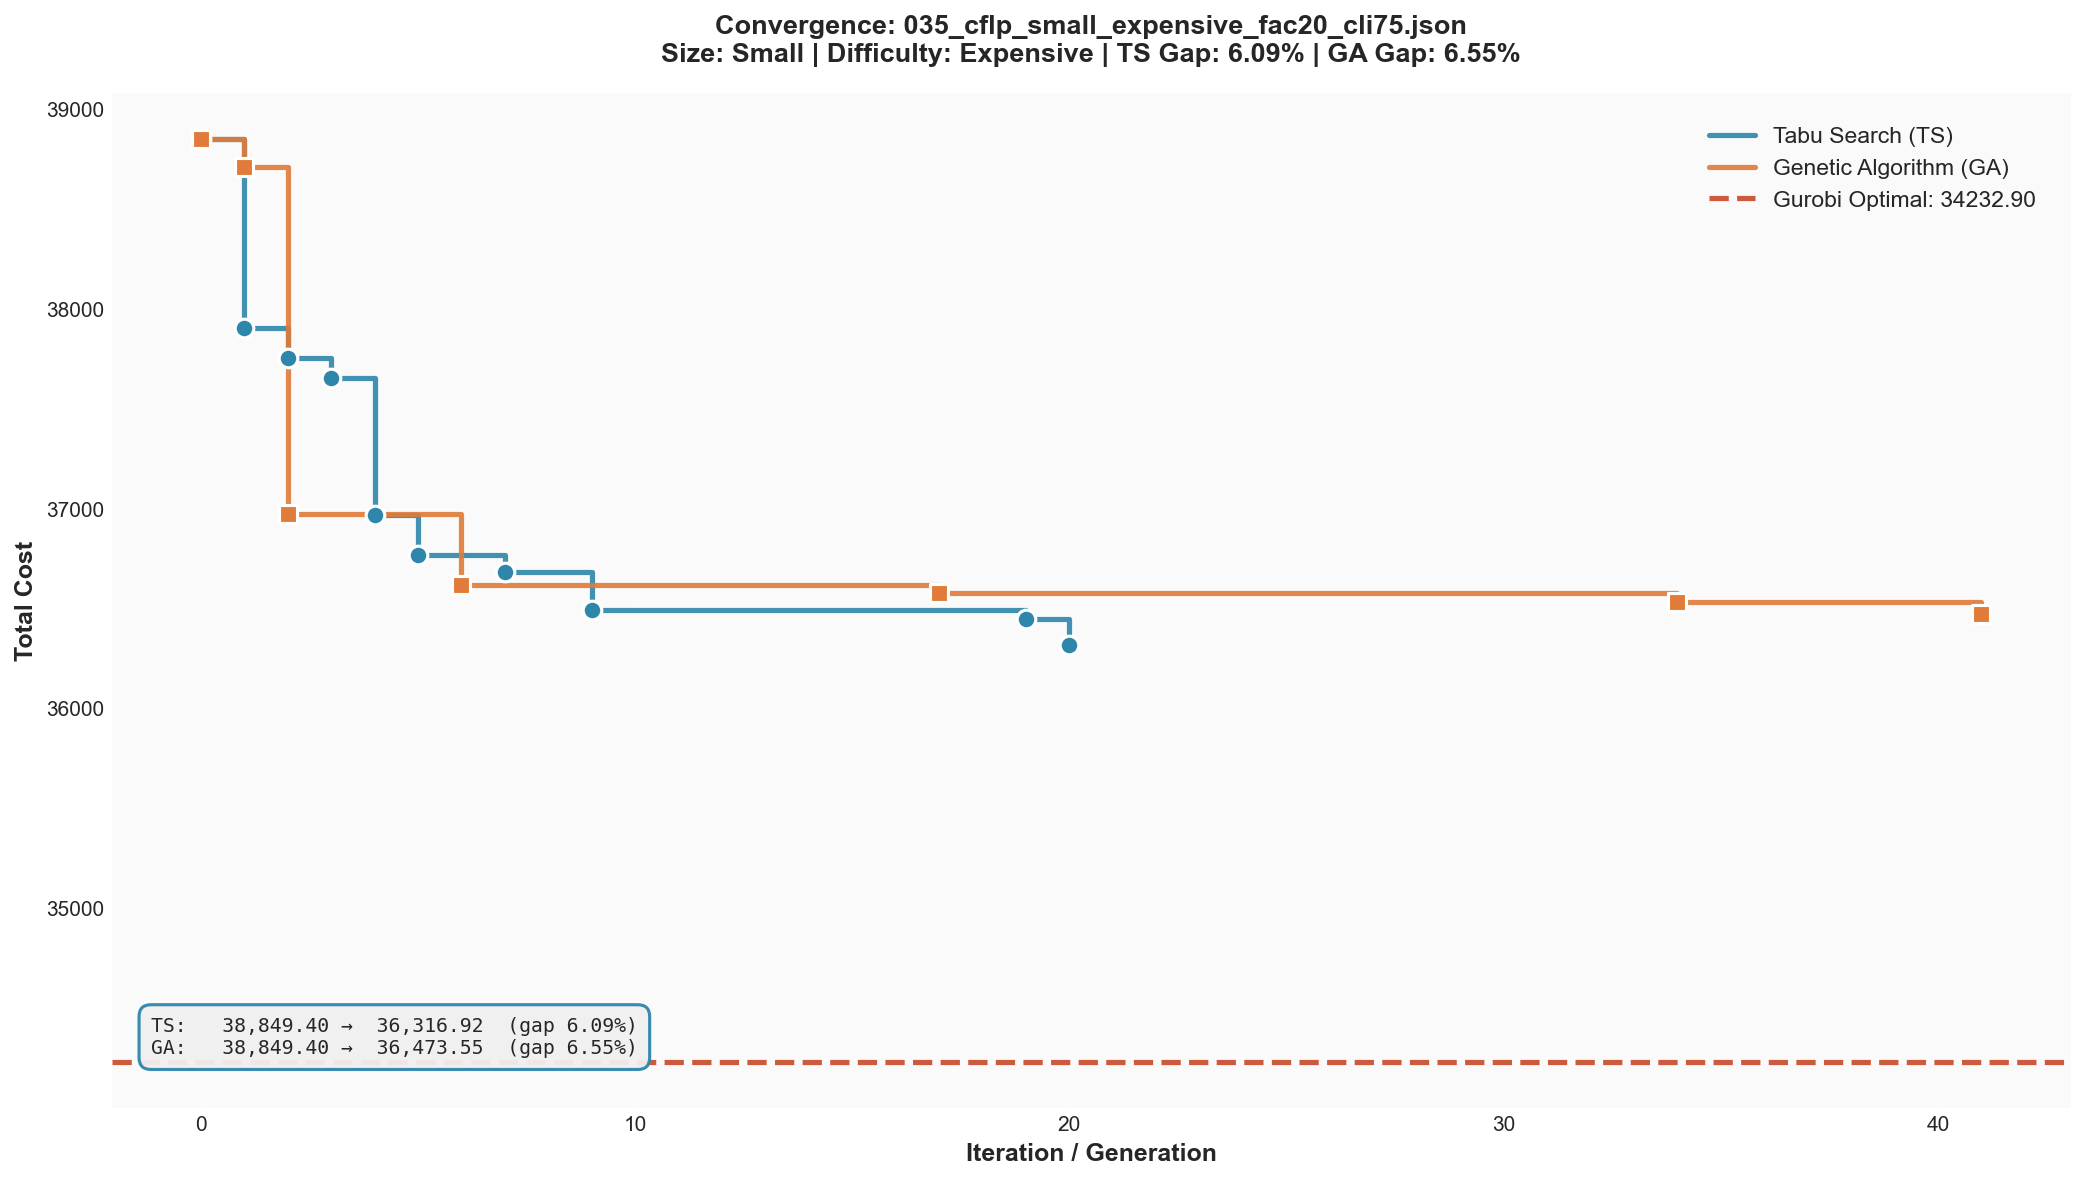 Convergence: 035_cflp_small_expensive_fac20_cli75.json
Size: Small | Difficulty: Expensive | TS Gap: 6.09% | GA Gap: 6.55%
39000
38000
37000
36000
35000
Total Cost
Tabu Search (TS)
Genetic Algorithm (GA)
Gurobi Optimal: 34232.90
TS: 38,849.40 → 36,316.92 (gap 6.09%)
GA: 38,849.40 → 36,473.55 (gap 6.55%)
0 10 20 30 40
Iteration / Generation